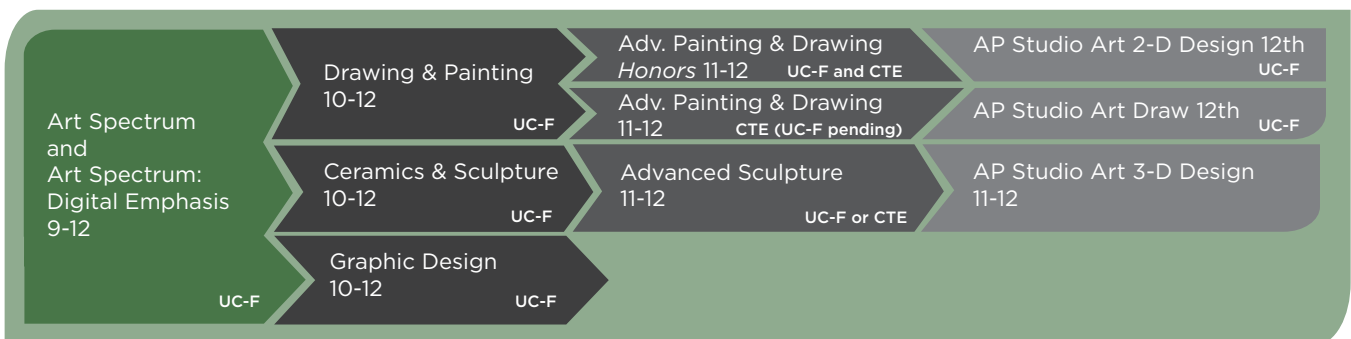 Art Spectrum
and
Art Spectrum:
Digital Emphasis
9-12
UC-F
Drawing & Painting
10-12
UC-F
Ceramics & Sculpture
10-12
UC-F
Graphic Design
10-12
UC-F
Adv. Painting & Drawing
Honors 11-12 UC-F and CTE
Adv. Painting & Drawing
11-12 CTE (UC-F pending)
Advanced Sculpture
11-12
UC-F or CTE
AP Studio Art 2-D Design 12th
UC-F
AP Studio Art Draw 12th
UC-F
AP Studio Art 3-D Design
11-12